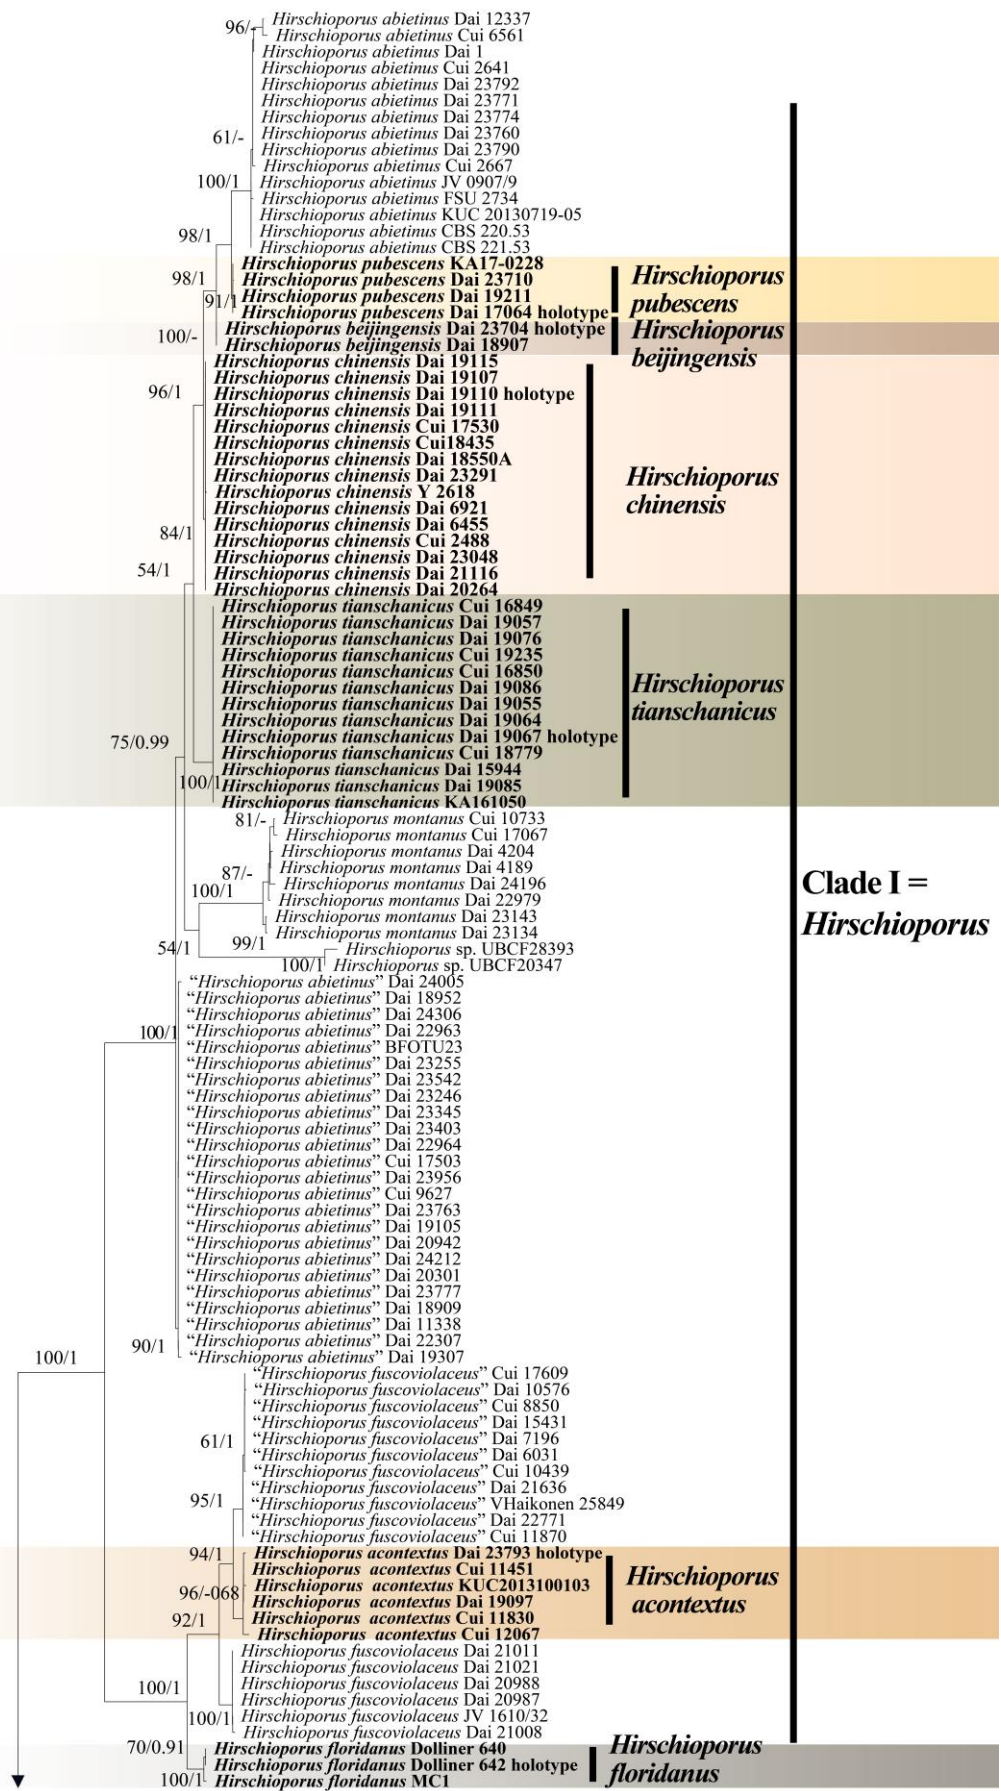 96/-
Hirschioporus abietinus Dai 12337
Hirschioporus abietinus Cui 6561
Hirschioporus abietinus Dai 1
Hirschioporus abietinus Cui 2641
Hirschioporus abietinus Dai 23792
Hirschioporus abietinus Dai 23771
Hirschioporus abietinus Dai 23774
61/-
Hirschioporus abietinus Dai 23760
Hirschioporus abietinus Dai 23790
Hirschioporus abietinus Cui 2667
100/1
Hirschioporus abietinus JV 0907/9
Hirschioporus abietinus FSU 2734
Hirschioporus abietinus KUC 20130719-05
98/1
Hirschioporus abietinus CBS 220.53
Hirschioporus abietinus CBS 221.53
Hirschioporus pubescens KA17-0228
98/1
Hirschioporus pubescens Dai 23710
91/1
Hirschioporus pubescens Dai 19211
Hirschioporus pubescens Dai 17064 holotype
Hirschioporus
pubescens
100/-
Hirschioporus beijingensis Dai 23704 holotype
Hirschioporus beijingensis Dai 18907
Hirschioporus
beijingensis
Hirschioporus chinensis Dai 19115
Hirschioporus chinensis Dai 19107
96/1
Hirschioporus chinensis Dai 19110 holotype
Hirschioporus chinensis Dai 19111
Hirschioporus chinensis Cui 17530
Hirschioporus chinensis Cui18435
Hirschioporus chinensis Dai 18550A
Hirschioporus chinensis Dai 23291
Hirschioporus chinensis Y 2618
Hirschioporus chinensis Dai 6921
Hirschioporus chinensis Dai 6455
84/1
Hirschioporus chinensis Cui 2488
Hirschioporus chinensis Dai 23048
54/1
Hirschioporus chinensis Dai 21116
Hirschioporus chinensis Dai 20264
Hirschioporus
chinensis
Hirschioporus tianschanicus Cui 16849
Hirschioporus tianschanicus Dai 19057
Hirschioporus tianschanicus Dai 19076
Hirschioporus tianschanicus Cui 19235
Hirschioporus tianschanicus Cui 16850
Hirschioporus tianschanicus Dai 19086
Hirschioporus tianschanicus Dai 19055
Hirschioporus tianschanicus Dai 19064
Hirschioporus tianschanicus Dai 19067 holotype
75/0.99
Hirschioporus tianschanicus Cui 18779
Hirschioporus tianschanicus Dai 15944
100/1
Hirschioporus tianschanicus Dai 19085
Hirschioporus tianschanicus KA161050
Hirschioporus
tianschanicus
81/-
Hirschioporus montanus Cui 10733
Hirschioporus montanus Cui 17067
Hirschioporus montanus Dai 4204
87/-
Hirschioporus montanus Dai 4189
Hirschioporus montanus Dai 24196
100/1
Hirschioporus montanus Dai 22979
Hirschioporus montanus Dai 23143
Hirschioporus montanus Dai 23134
54/1
99/1
Hirschioporus sp. UBCF28393
100/1
Hirschioporus sp. UBCF20347
Clade I =
Hirschioporus
“Hirschioporus abietinus” Dai 24005
“Hirschioporus abietinus” Dai 18952
“Hirschioporus abietinus” Dai 24306
100/1
“Hirschioporus abietinus” Dai 22963
“Hirschioporus abietinus” BFOTU23
“Hirschioporus abietinus” Dai 23255
“Hirschioporus abietinus” Dai 23542
“Hirschioporus abietinus” Dai 23246
“Hirschioporus abietinus” Dai 23345
“Hirschioporus abietinus” Dai 23403
“Hirschioporus abietinus” Dai 22964
“Hirschioporus abietinus” Cui 17503
“Hirschioporus abietinus” Dai 23956
“Hirschioporus abietinus” Cui 9627
“Hirschioporus abietinus” Dai 23763
“Hirschioporus abietinus” Dai 19105
“Hirschioporus abietinus” Dai 20942
“Hirschioporus abietinus” Dai 24212
“Hirschioporus abietinus” Dai 20301
“Hirschioporus abietinus” Dai 23777
“Hirschioporus abietinus” Dai 18909
“Hirschioporus abietinus” Dai 11338
90/1
“Hirschioporus abietinus” Dai 22307
“Hirschioporus abietinus” Dai 19307
100/1
“Hirschioporus fuscoviolaceus” Cui 17609
“Hirschioporus fuscoviolaceus” Dai 10576
“Hirschioporus fuscoviolaceus” Cui 8850
“Hirschioporus fuscoviolaceus” Dai 15431
61/1
“Hirschioporus fuscoviolaceus” Dai 7196
“Hirschioporus fuscoviolaceus” Dai 6031
“Hirschioporus fuscoviolaceus” Cui 10439
“Hirschioporus fuscoviolaceus” Dai 21636
95/1
“Hirschioporus fuscoviolaceus” VHaikonen 25849
“Hirschioporus fuscoviolaceus” Dai 22771
“Hirschioporus fuscoviolaceus” Cui 11870
94/1
Hirschioporus acontextus Dai 23793 holotype
Hirschioporus acontextus Cui 11451
Hirschioporus acontextus KUC2013100103
96/-068
Hirschioporus acontextus Dai 19097
92/1
Hirschioporus acontextus Cui 11830
Hirschioporus acontextus Cui 12067
Hirschioporus
acontextus
Hirschioporus fuscoviolaceus Dai 21011
Hirschioporus fuscoviolaceus Dai 21021
100/1
Hirschioporus fuscoviolaceus Dai 20988
Hirschioporus fuscoviolaceus Dai 20987
100/1
Hirschioporus fuscoviolaceus JV 1610/32
Hirschioporus fuscoviolaceus Dai 21008
70/0.91
Hirschioporus floridanus Dolliner 640
Hirschioporus floridanus Dolliner 642 holotype
100/1
Hirschioporus floridanus MC1
Hirschioporus
floridanus